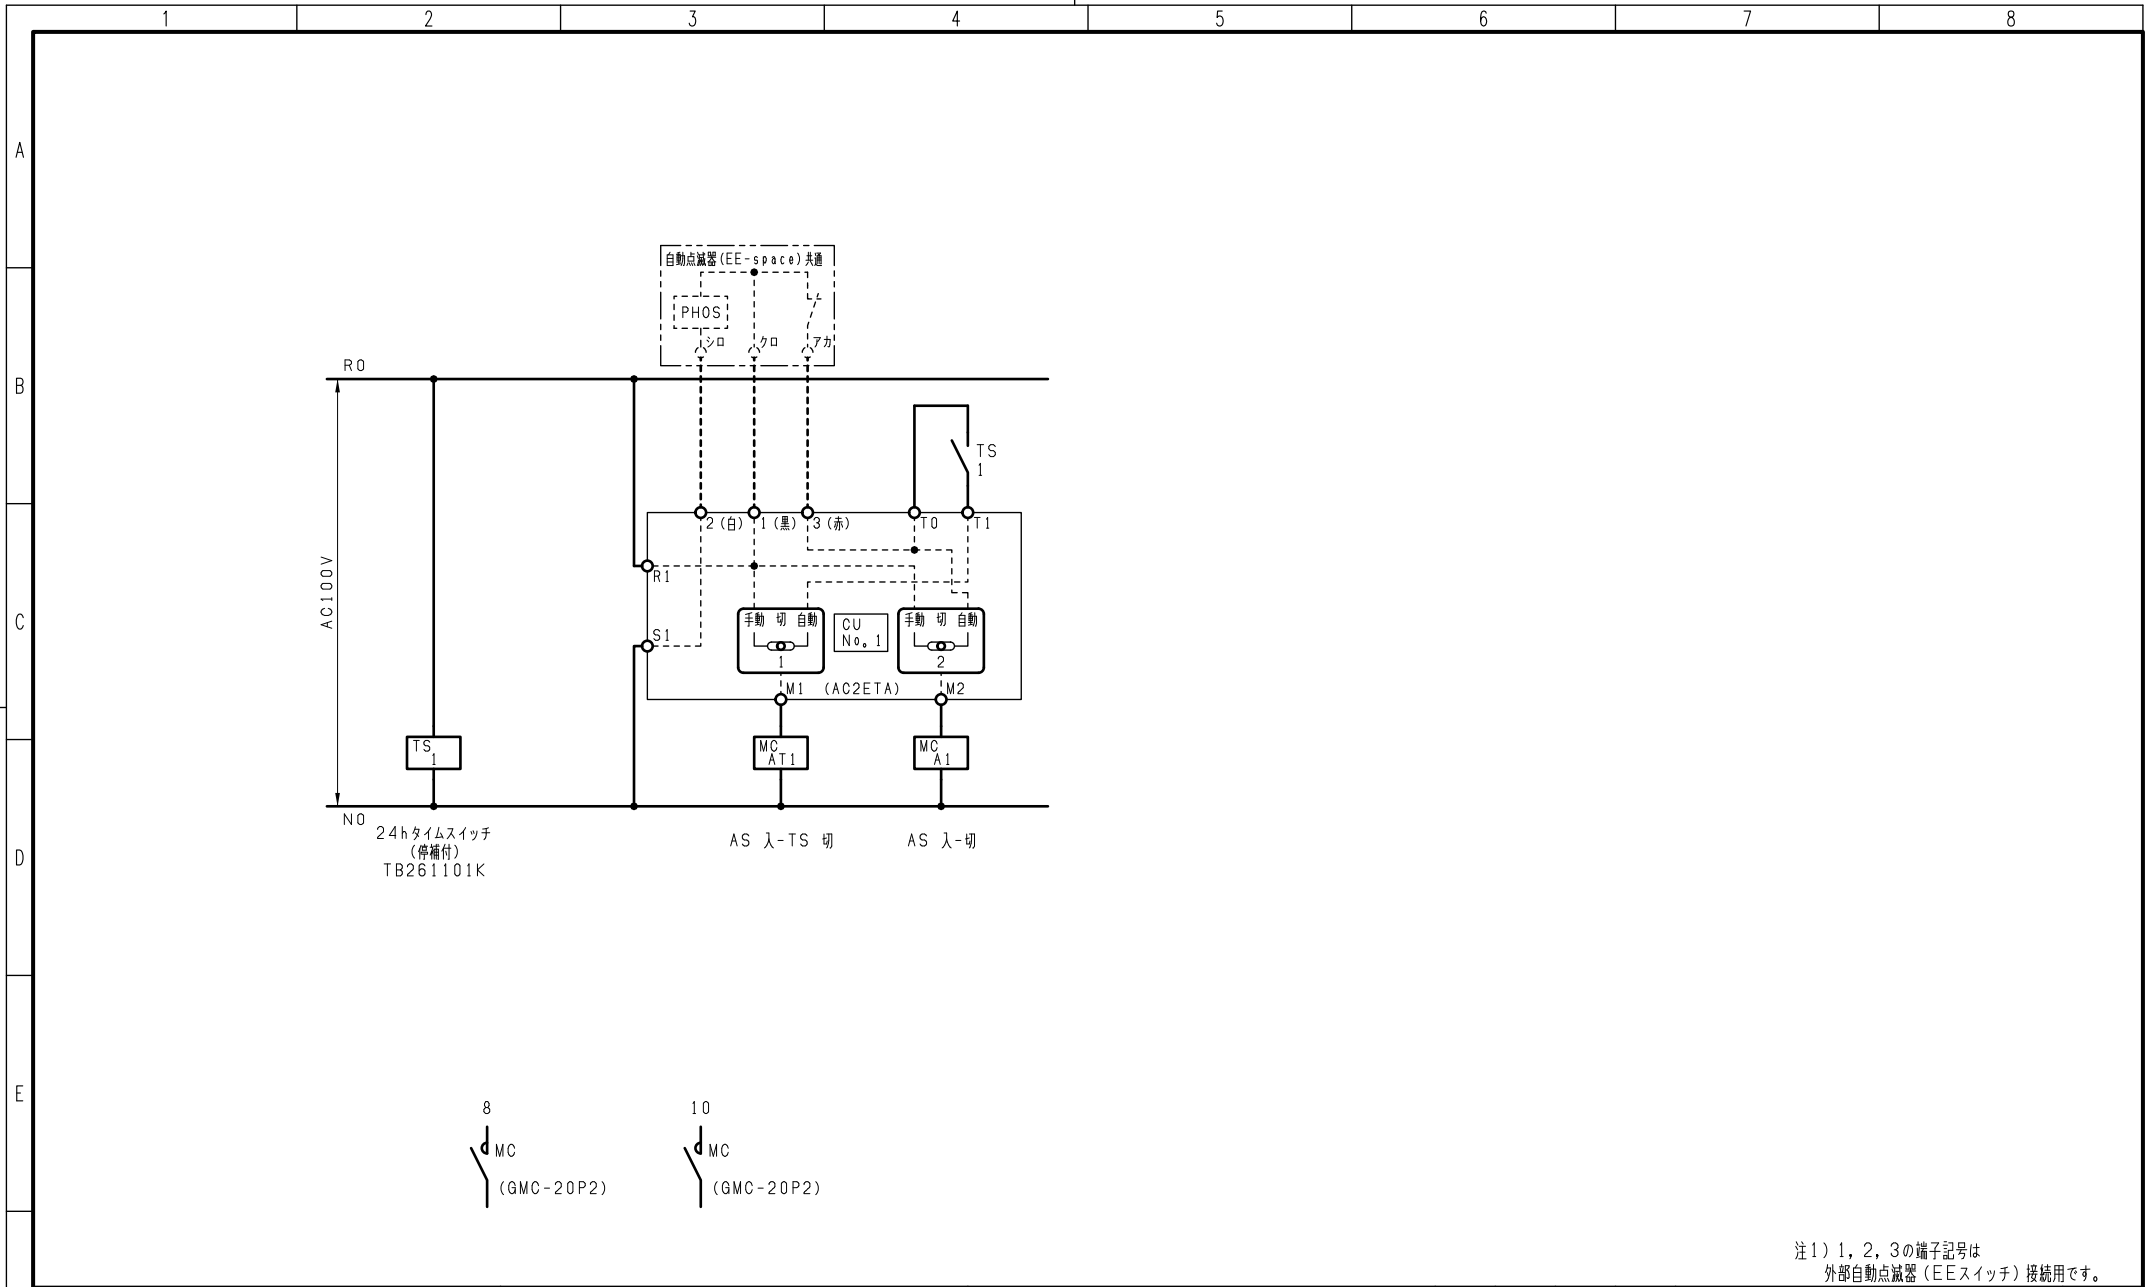 1 2 3 4 5 6 7 8
A
自動点滅器(EE-space)共通
PHOS
シロ クロ アカ
R0
B
TS
1
2(白) 1(黒) 3(赤) T0 T1
AC100V
R1
C
手動 切 自動
1
CU
No。1
手動 切 自動
2
S1
M1 (AC2ETA) M2
TS
1
MC
AT1
MC
A1
N0
24hタイムスイッチ
(停補付)
TB261101K
AS 入-TS 切
AS 入-切
D
E
8 10
MC MC
(GMC-20P2) (GMC-20P2)
注1)1,2,3の端子記号は
外部自動点滅器(EEスイッチ)接続用です。